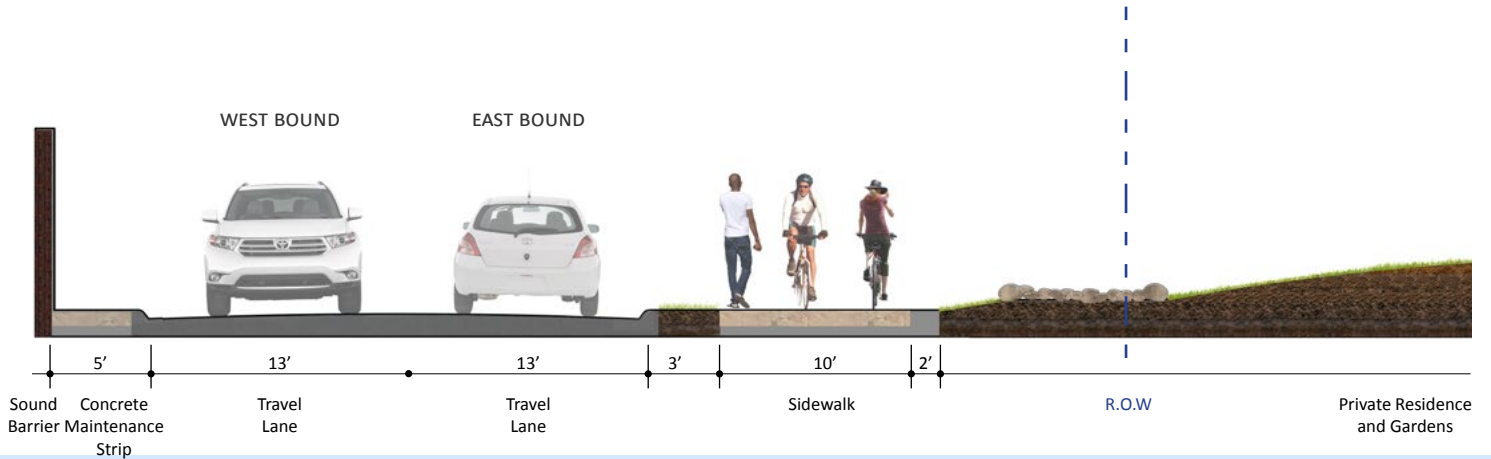 WEST BOUND
EAST BOUND
5’
13’
13’
3’
10’
2’
Sound
Barrier
Concrete
Maintenance
Strip
Travel
Lane
Travel
Lane
Sidewalk
R.O.W
Private Residence
and Gardens